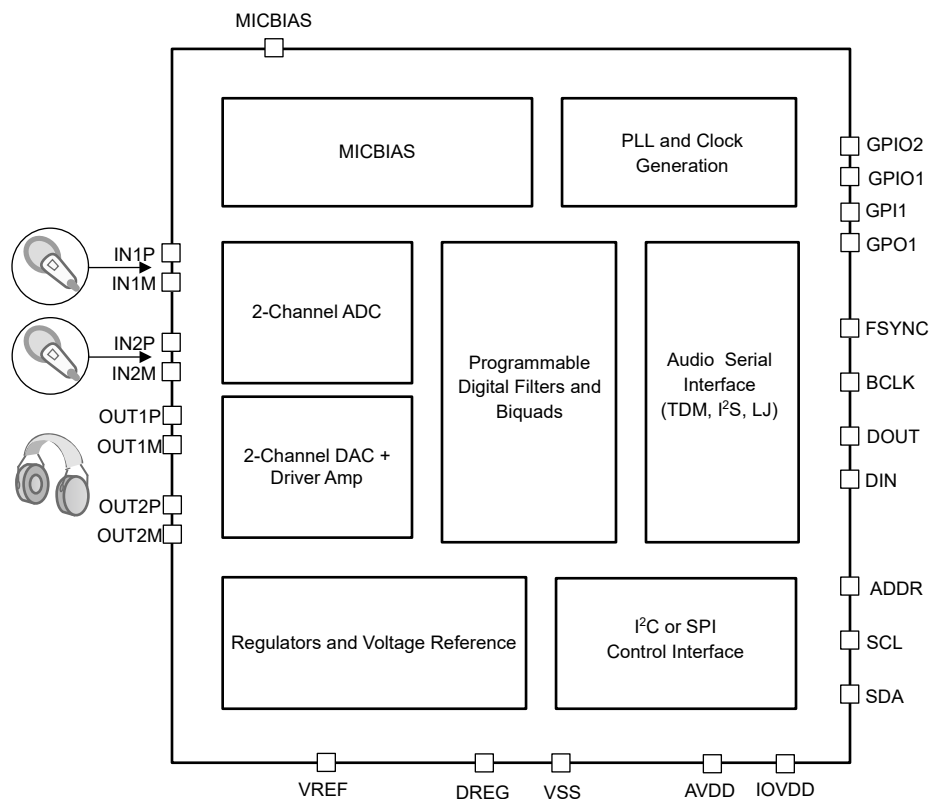 MICBIAS
MICBIAS
PLL and Clock
Generation
GPIO2
GPIO1
GPI1
GPO1
IN1P
IN1M
2-Channel ADC
IN2P
IN2M
Programmable
Digital Filters and
Biquads
Audio Serial
Interface
(TDM, I²S, LJ)
FSYNC
BCLK
DOUT
DIN
OUT1P
OUT1M
2-Channel DAC +
Driver Amp
OUT2P
OUT2M
Regulators and Voltage Reference
I²C or SPI
Control Interface
ADDR
SCL
SDA
VREF
DREG
VSS
AVDD
IOVDD